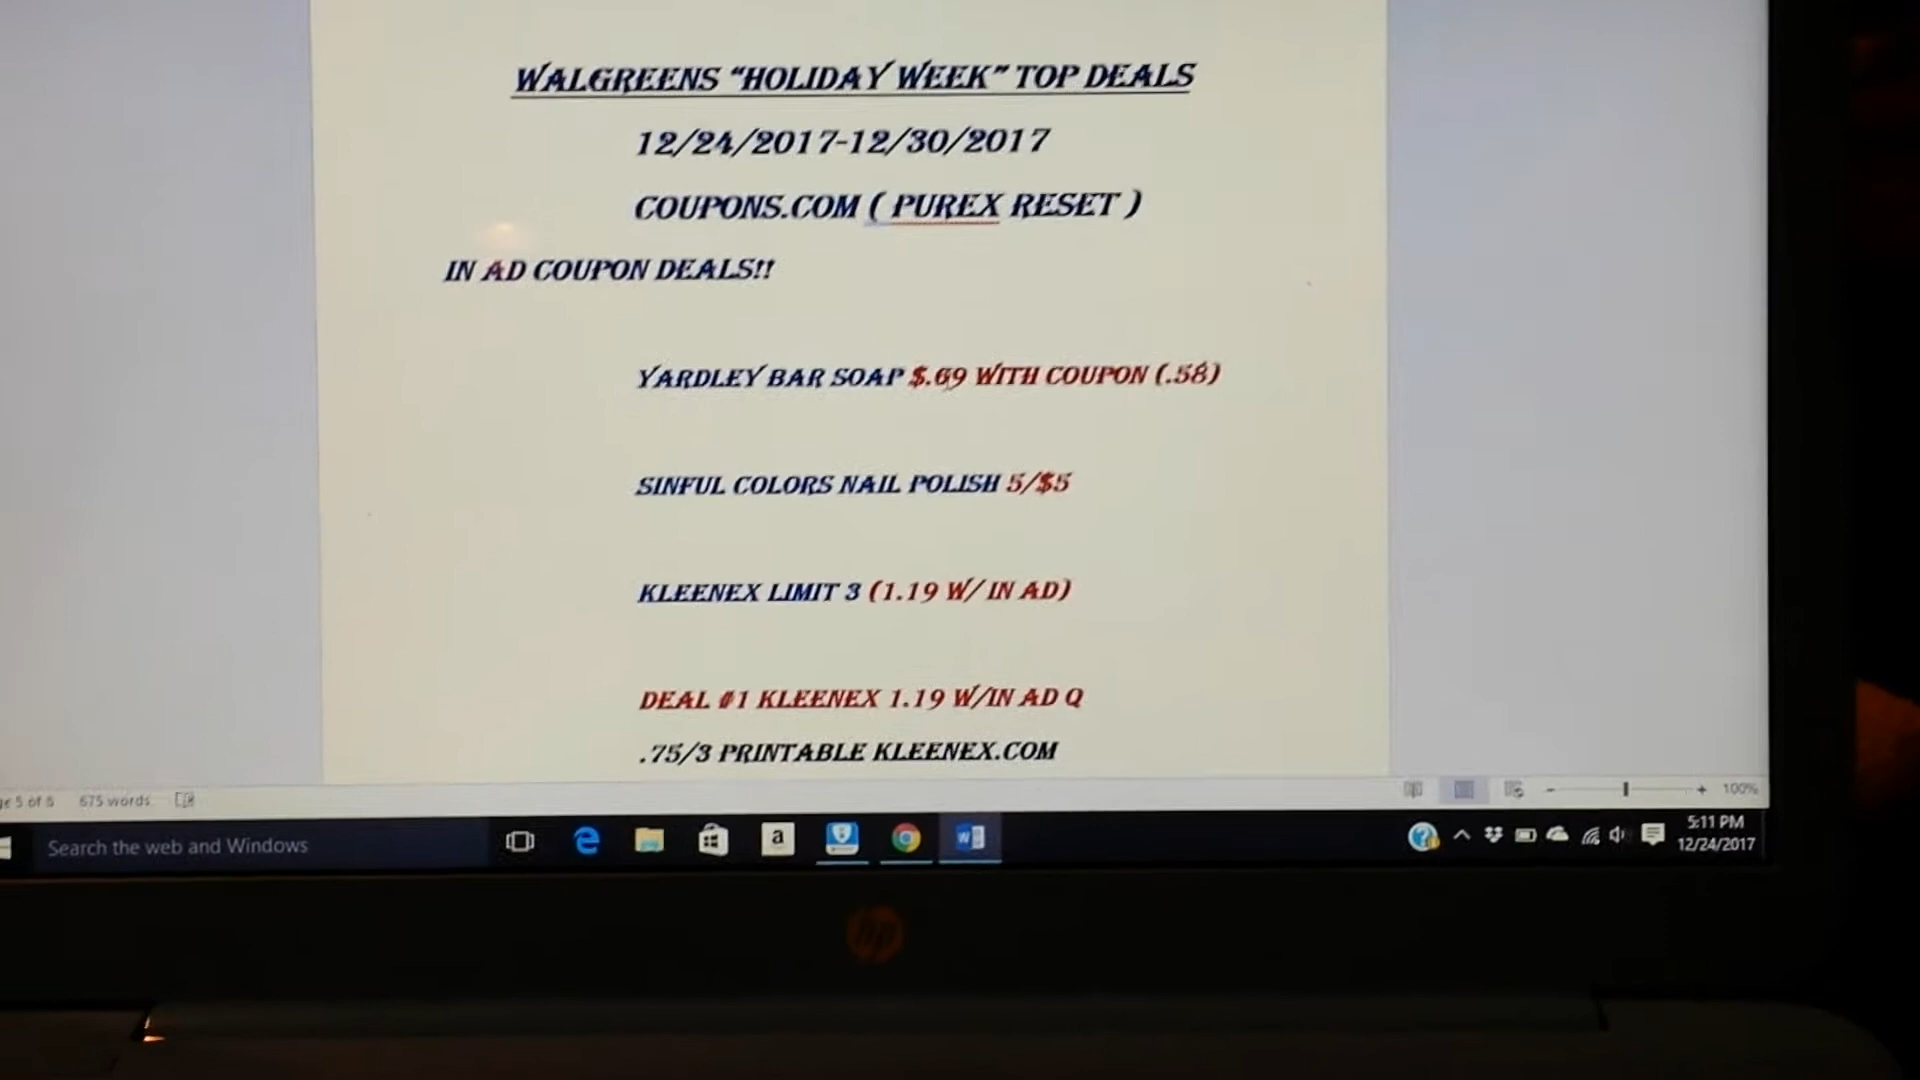 WALGREENS “HOLIDAY WEEK” TOP DEALS
12/24/2017-12/30/2017
COUPONS.COM ( PUREX RESET )
IN AD COUPON DEALS!!
YARDLEY BAR SOAP $.69 WITH COUPON (.58)
SINFUL COLORS NAIL POLISH 5/$5
KLEENEX LIMIT 3 (1.19 W/ IN AD)
DEAL #1 KLEENEX 1.19 W/IN AD Q
.75/3 PRINTABLE KLEENEX.COM
675 words
100%
Search the web and Windows
a
W
5:11 PM
12/24/2017
hp